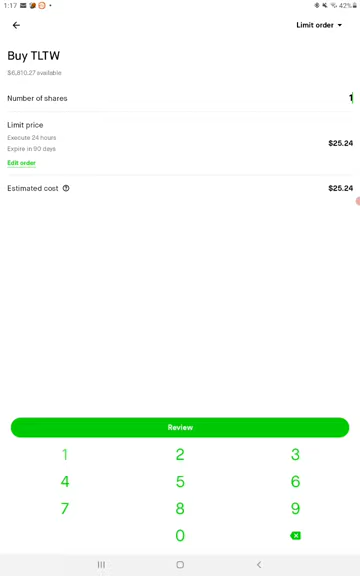 1:17 42%
Limit order
Buy TLTW
$6,810.27 available
Number of shares 1
Limit price
Execute 24 hours
Expire in 90 days
$25.24
Edit order
Estimated cost $25.24
Review
1 2 3
4 5 6
7 8 9
0